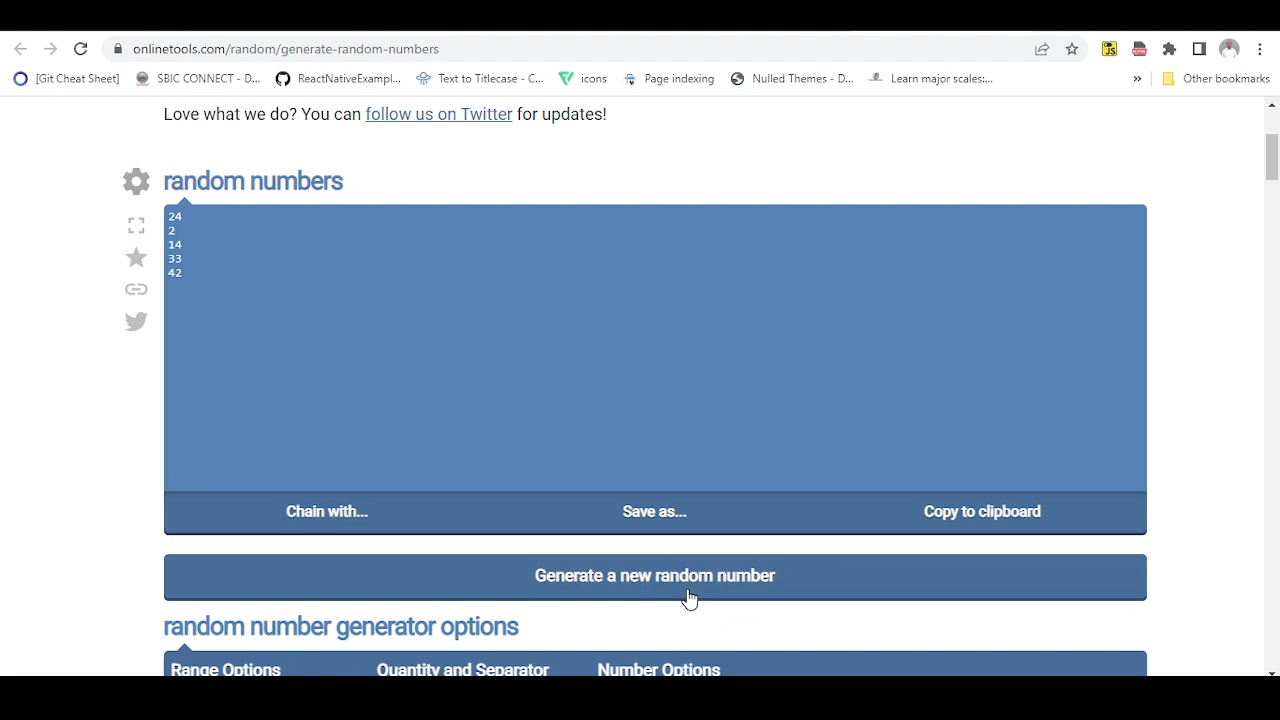 onlinetools.com/random/generate-random-numbers
[Git Cheat Sheet] SBIC CONNECT - D... ReactNativeExampl... Text to Titlecase - C... icons Page indexing Nulled Themes - D... Learn major scales:... » Other bookmarks
Love what we do? You can follow us on Twitter for updates!
random numbers
24
2
14
33
42
Chain with... Save as... Copy to clipboard
Generate a new random number
random number generator options
Range Options Quantity and Separator Number Options